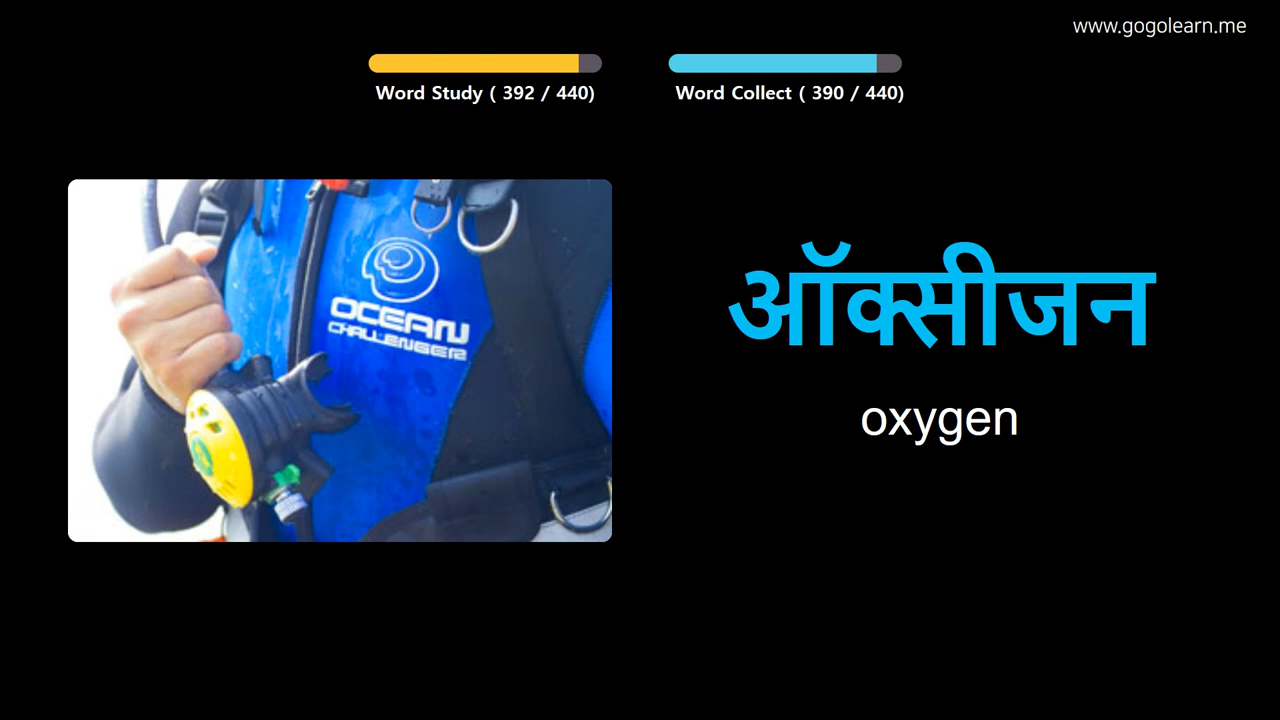 www.gogolearn.me
Word Study ( 392 / 440)
Word Collect ( 390 / 440)
OCEAN
CHALLENGER
ऑक्सीजन
oxygen